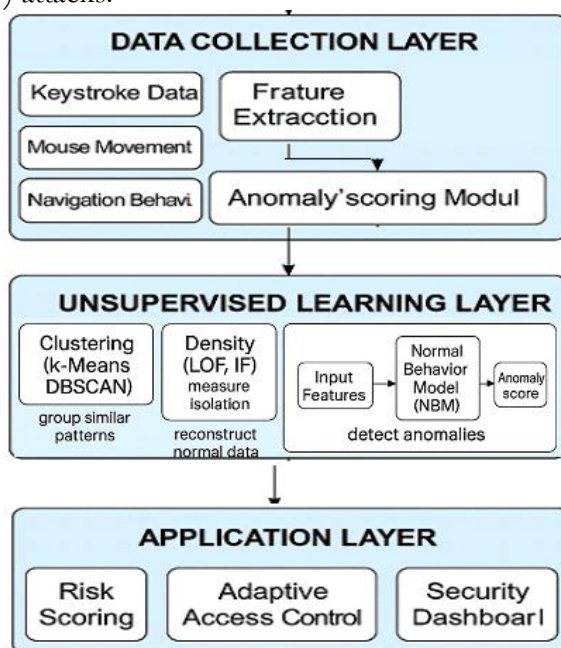 ) attacks.
DATA COLLECTION LAYER
Keystroke Data
Mouse Movement
Navigation Behavi.
Frature
Extracction
Anomaly'scoring Modul
UNSUPERVISED LEARNING LAYER
Clustering
(k-Means
DBSCAN)
group similar
patterns
Density
(LOF, IF)
measure
isolation
reconstruct
normal data
Input
Features
Normal
Behavior
Model
(NBM)
Anomaly
score
detect anomalies
APPLICATION LAYER
Risk
Scoring
Adaptive
Access Control
Security
Dashboarl